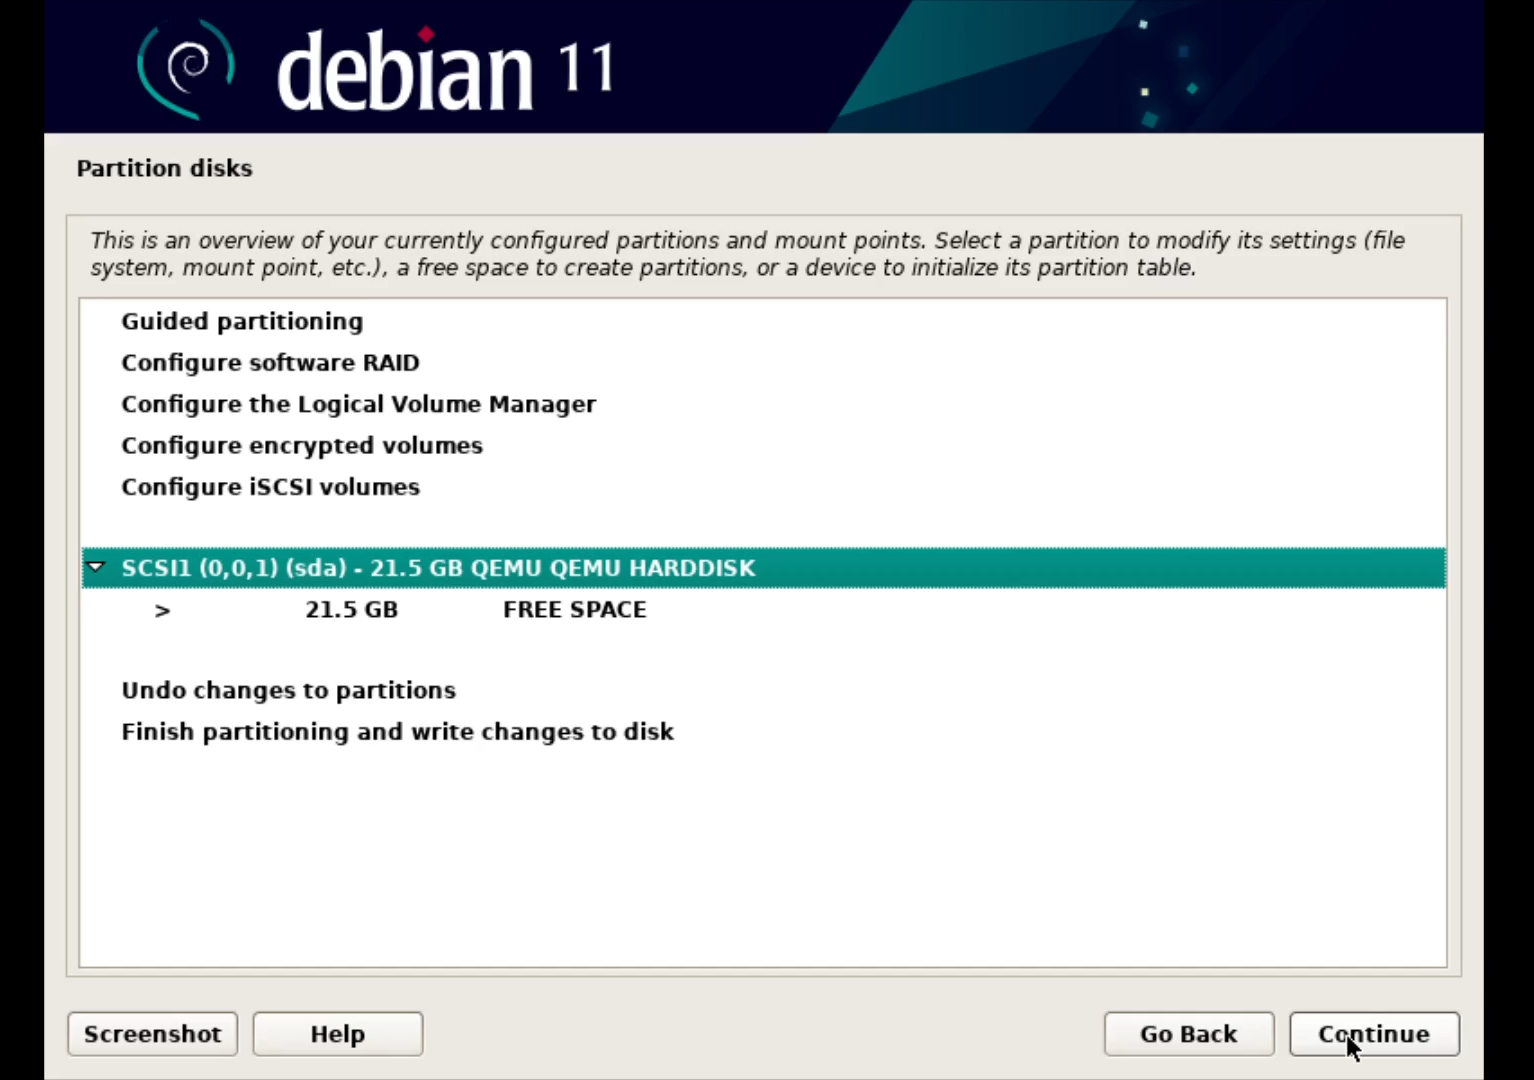 debian 11
Partition disks
This is an overview of your currently configured partitions and mount points. Select a partition to modify its settings (file
system, mount point, etc.), a free space to create partitions, or a device to initialize its partition table.
Guided partitioning
Configure software RAID
Configure the Logical Volume Manager
Configure encrypted volumes
Configure iSCSI volumes
SCSI1 (0,0,1) (sda) - 21.5 GB QEMU QEMU HARDDISK
> 21.5 GB FREE SPACE
Undo changes to partitions
Finish partitioning and write changes to disk
Screenshot Help Go Back Continue